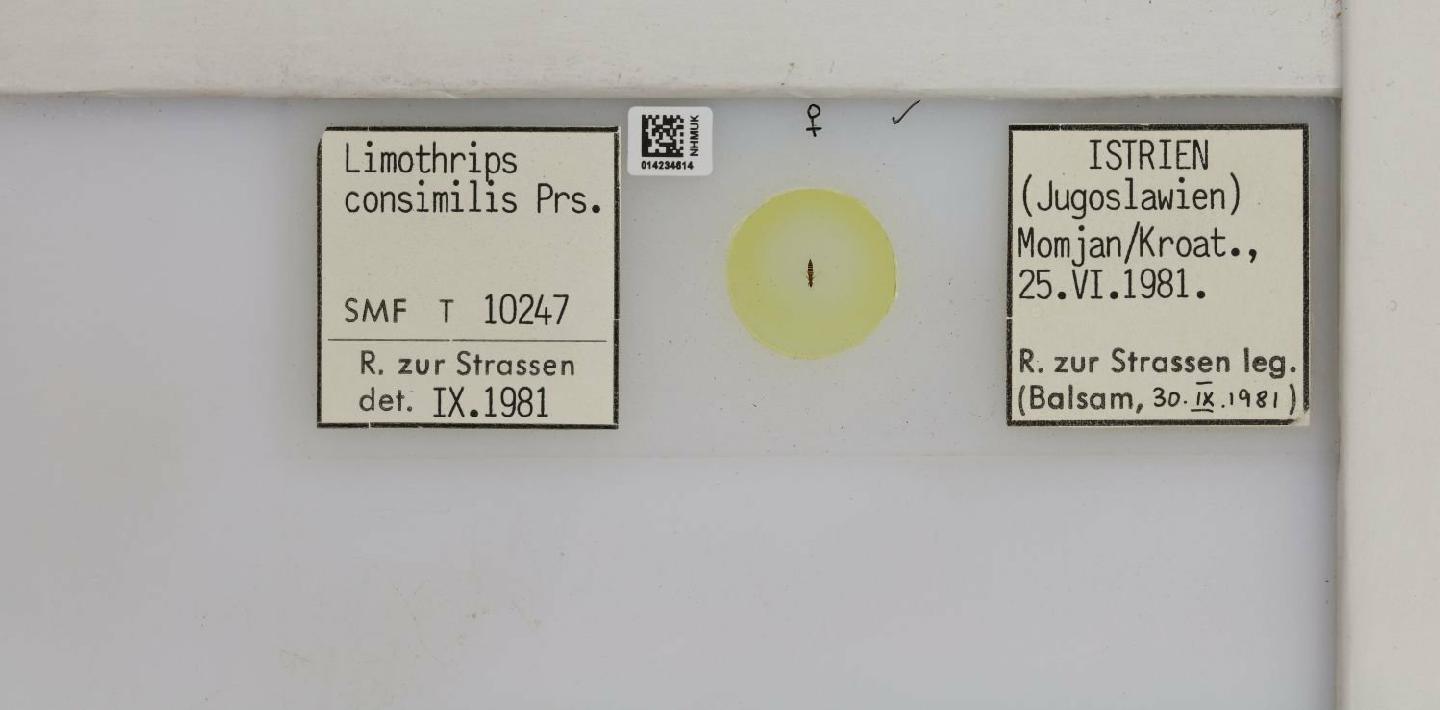 Limothrips
consimilis Prs.
SMF T 10247
R. zur Strassen
det. IX.1981
NHMUK
014234614
♀ ✓
ISTRIEN
(Jugoslawien)
Momjan/Kroat.,
25.VI.1981.
R. zur Strassen leg.
(Balsam, 30.IX.1981)